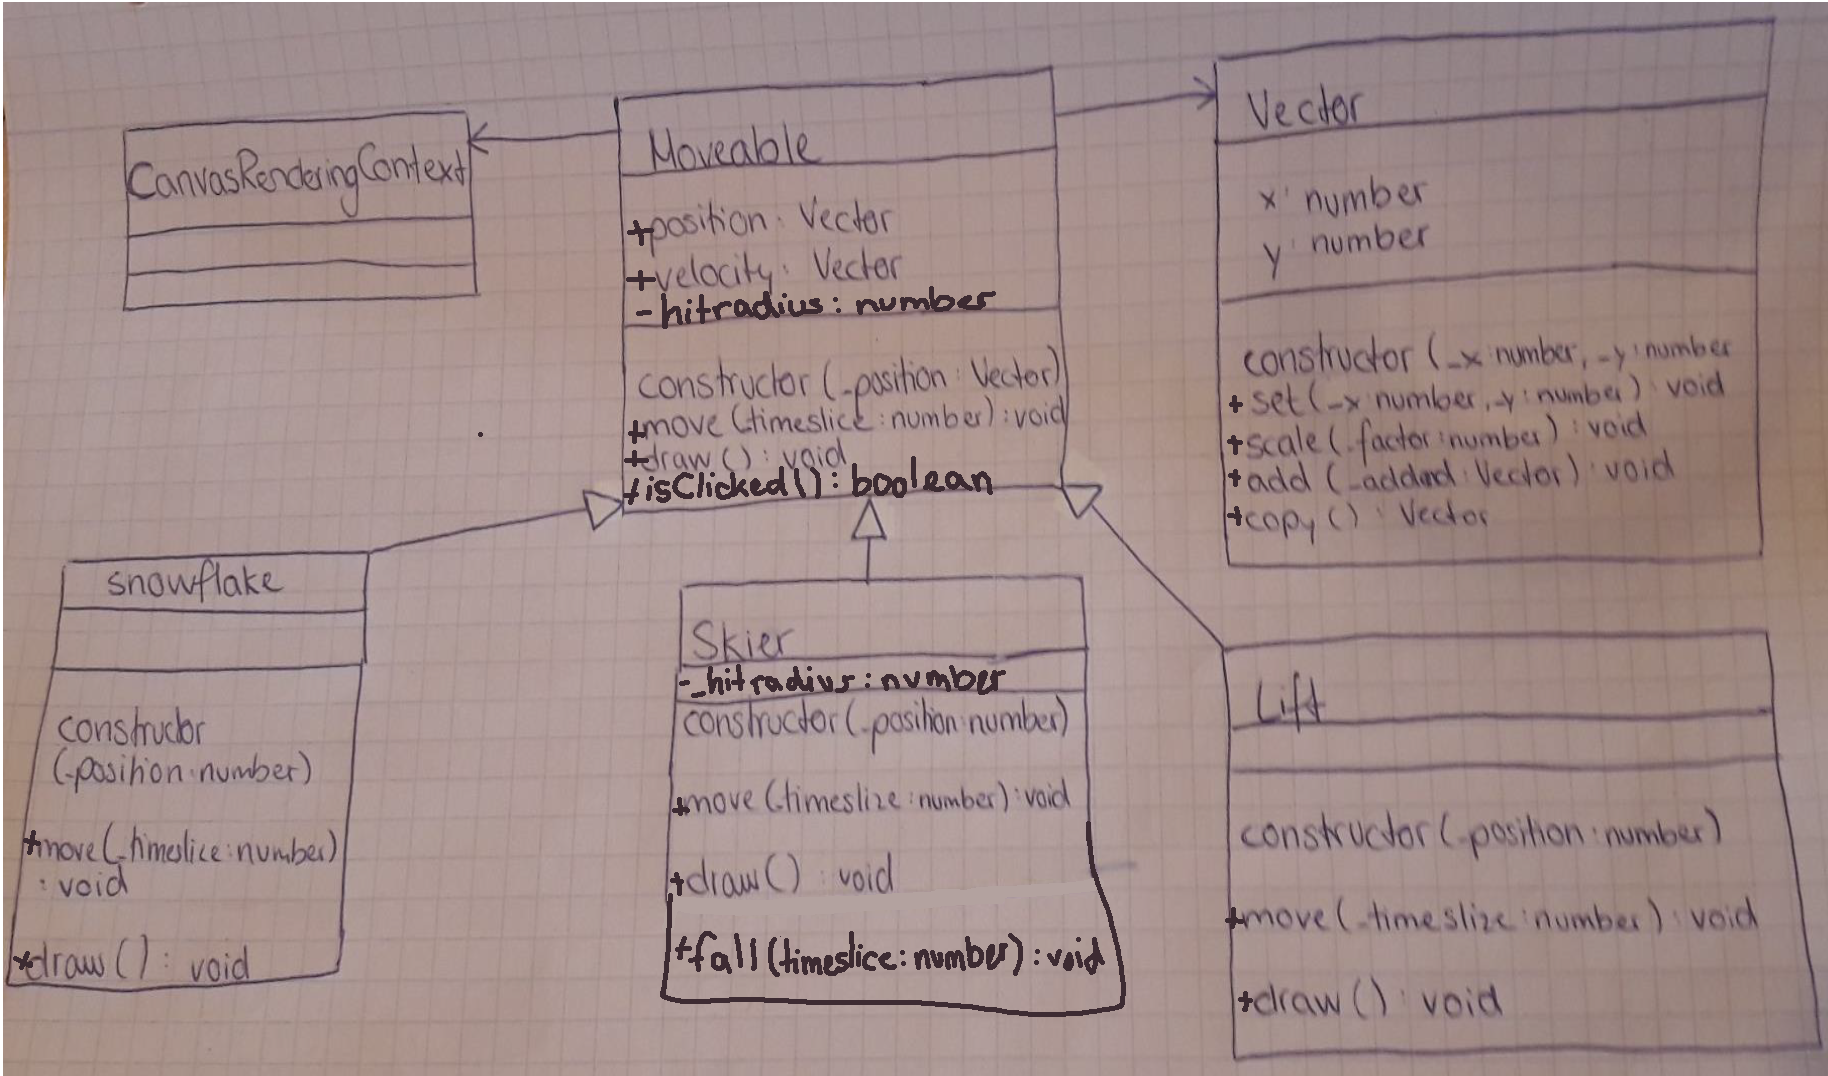 CanvasRenderingContext
Moveable
+position: Vector
+velocity: Vector
-hitradius: number
constructor (_position: Vector)
+move (timeslice: number): void
+draw (): void
+isClicked(): boolean
Vector
x: number
y: number
constructor (_x: number, _y: number
+ set (_x: number, _y: number): void
+scale (_factor: number): void
+add (_addend: Vector): void
+copy (): Vector
snowflake
constructor
(_position: number)
+move (_timeslice: number)
: void
+draw (): void
Skier
-_hitradius: number
constructor (_position: number)
+move (_timeslize: number): void
+draw (): void
+fall (timeslice: number): void
Lift
constructor (_position: number)
+move (_timeslize: number): void
+draw (): void